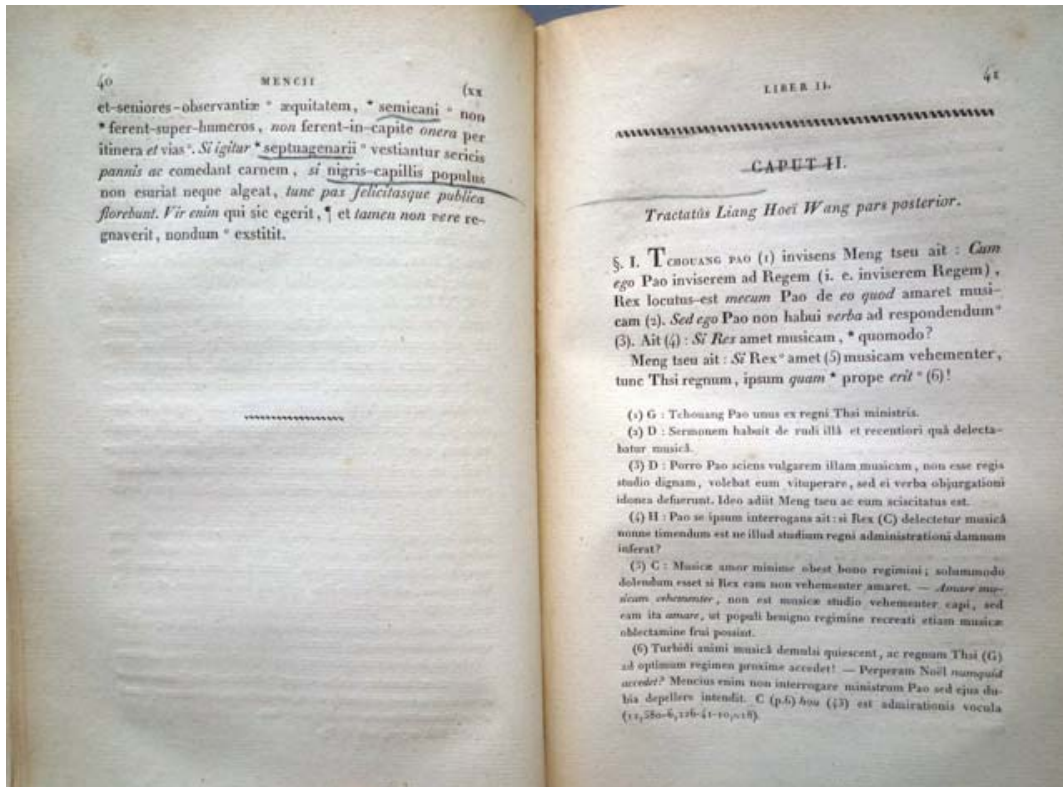 40
MENCII
(xx
et-seniores-observantiæ ° æquitatem, * semicani ° non
* ferent-super-humeros, non ferent-in-capite onera per
itinera et vias °. Si igitur * septuagenarii ° vestiantur sericis
pannis ac comedant carnem, si nigris-capillis populus
non esuriat neque algeat, tunc pax felicitasque publica
florebunt. Vir enim qui sic egerit, ¶ et tamen non vere re-
gnaverit, nondum ° exstitit.
LIBER II.
41
CAPUT II.
Tractatûs Liang Hoeï Wang pars posterior.
§. I. TCHOUANG PAO (1) invisens Meng tseu ait : Cum
ego Pao inviserem ad Regem (i. e. inviserem Regem),
Rex locutus-est mecum Pao de eo quod amaret musi-
cam (2). Sed ego Pao non habui verba ad respondendum °
(3). Ait (4) : Si Rex amet musicam, * quomodo?
Meng tseu ait : Si Rex ° amet (5) musicam vehementer,
tunc Thsi regnum, ipsum quam * prope erit ° (6)!
(1) G : Tchouang Pao unus ex regni Thsi ministris.
(2) D : Sermonem habuit de rudi illâ et recentiori quâ delecta-
batur musicâ.
(3) D : Porro Pao sciens vulgarem illam musicam, non esse regis
studio dignam, volebat eum vituperare, sed ei verba objurgationi
idonea defuerunt. Ideo adiit Meng tseu ac eum sciscitatus est.
(4) H : Pao se ipsum interrogans ait : si Rex (C) delectetur musicâ
nonne timendum est ne illud studium regni administrationi damnum
inferat?
(5) C : Musicæ amor minime obest bono regimini; solummodo
dolendum esset si Rex eam non vehementer amaret. — Amare mu-
sicam vehementer, non est musicæ studio vehementer capi, sed
eam ita amare, ut populi benigno regimine recreati etiam musicæ
oblectamine frui possint.
(6) Turbidi animi musicâ demulsi quiescent, ac regnum Thsi (G)
ad optimum regimen proxime accedet! — Perperam Noël numquid
accedet? Mencius enim non interrogare ministrum Pao sed ejus du-
bia depellere intendit. C (p.6) hou (43) est admirationis vocula